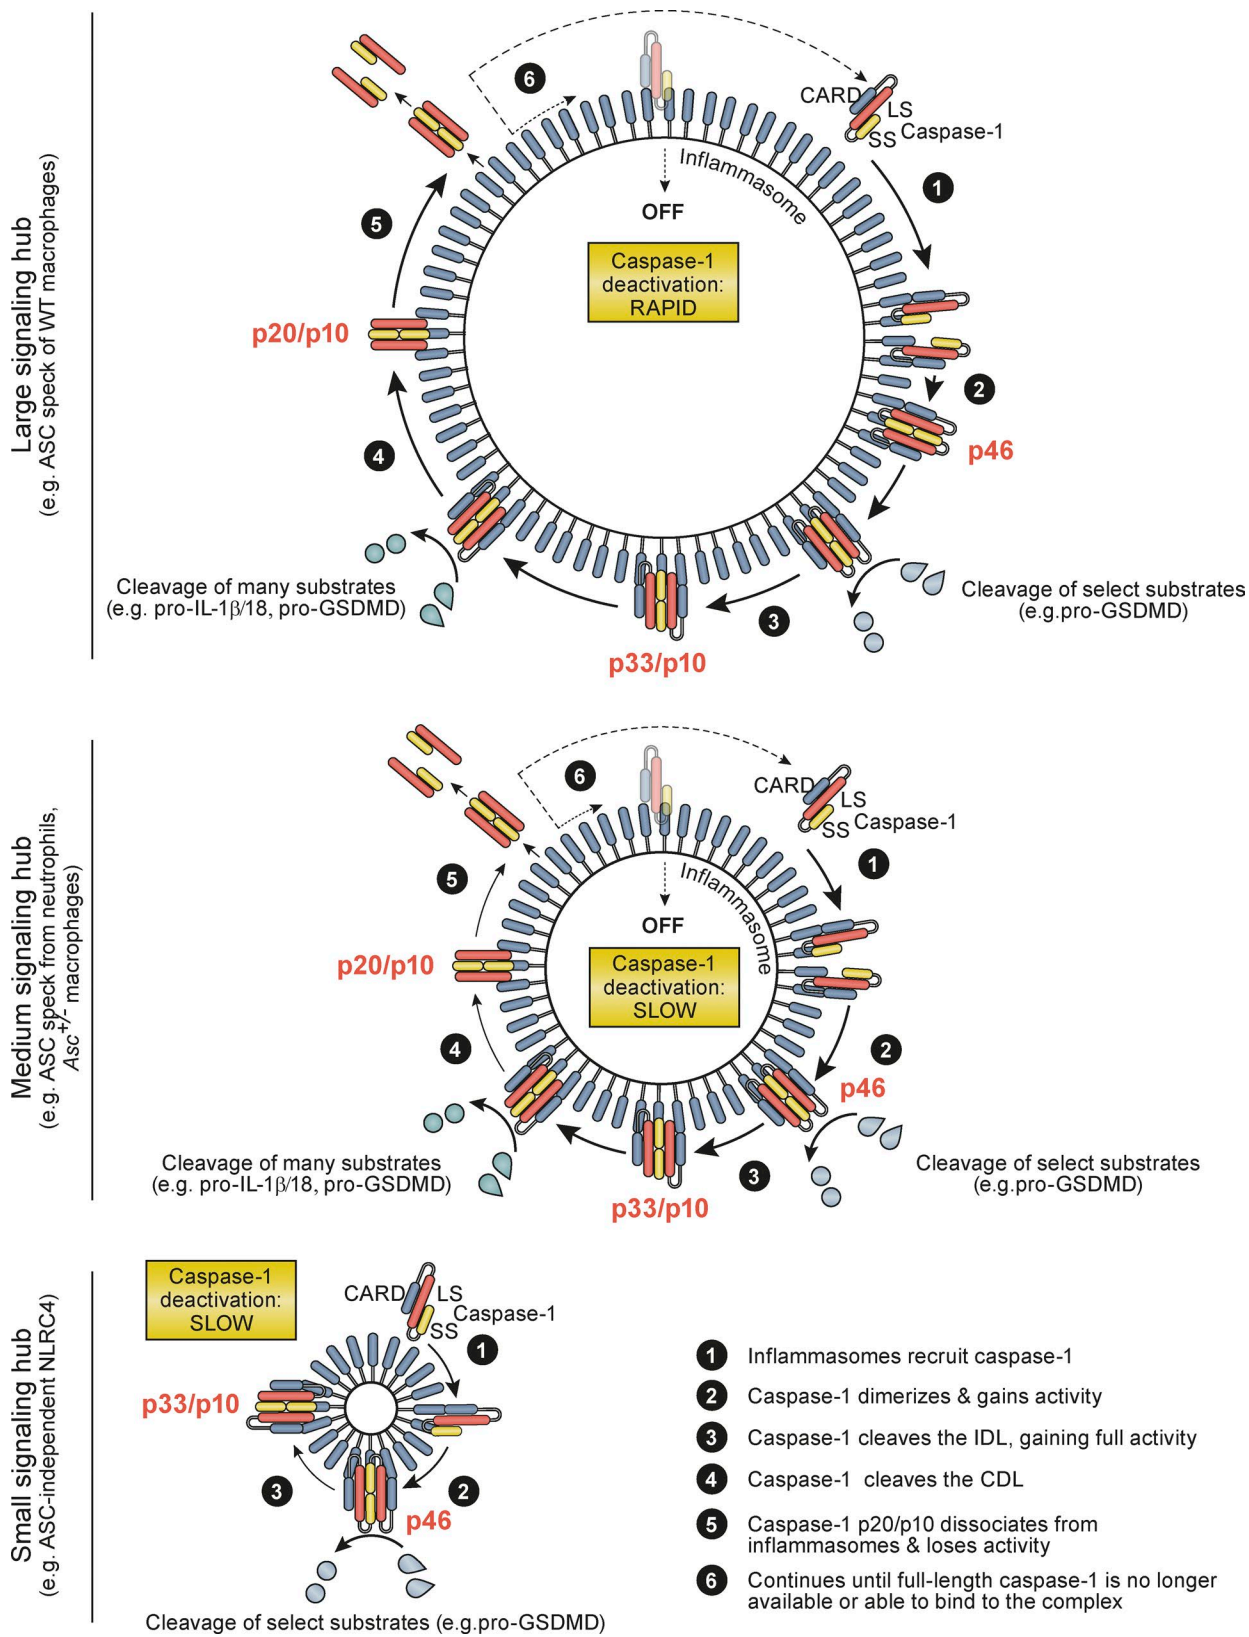 Large signaling hub
(e.g. ASC speck of WT macrophages)
6
CARD
LS
SS
Caspase-1
1
Inflammasome
OFF
Caspase-1
deactivation:
RAPID
5
p20/p10
2
p46
4
Cleavage of many substrates
(e.g. pro-IL-1β/18, pro-GSDMD)
3
p33/p10
Cleavage of select substrates
(e.g.pro-GSDMD)
Medium signaling hub
(e.g. ASC speck from neutrophils,
Asc+/- macrophages)
6
CARD
LS
SS
Caspase-1
1
Inflammasome
OFF
Caspase-1
deactivation:
SLOW
5
p20/p10
2
p46
4
Cleavage of many substrates
(e.g. pro-IL-1β/18, pro-GSDMD)
3
p33/p10
Cleavage of select substrates
(e.g.pro-GSDMD)
Small signaling hub
(e.g. ASC-independent NLRC4)
Caspase-1
deactivation:
SLOW
CARD
LS
SS
Caspase-1
1
p33/p10
3
2
p46
Cleavage of select substrates (e.g.pro-GSDMD)
1 Inflammasomes recruit caspase-1
2 Caspase-1 dimerizes & gains activity
3 Caspase-1 cleaves the IDL, gaining full activity
4 Caspase-1 cleaves the CDL
5 Caspase-1 p20/p10 dissociates from
inflammasomes & loses activity
6 Continues until full-length caspase-1 is no longer
available or able to bind to the complex